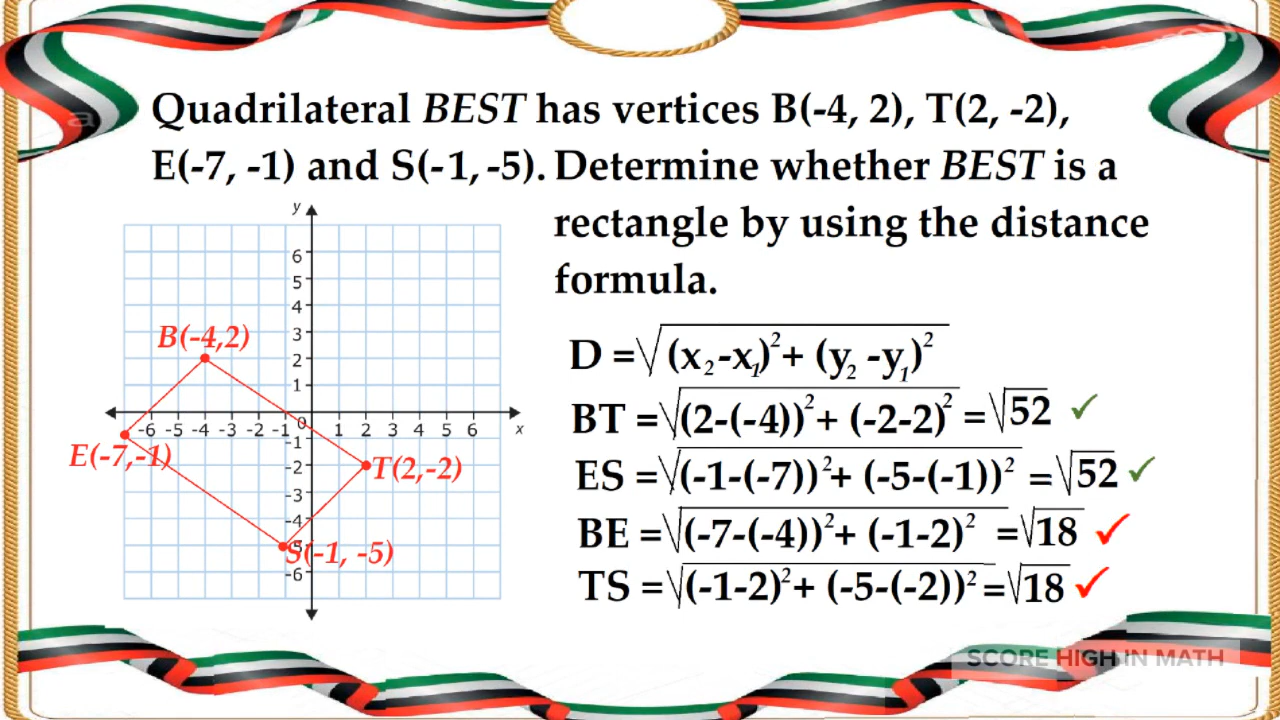 Quadrilateral BEST has vertices B(-4, 2), T(2, -2),
E(-7, -1) and S(-1, -5). Determine whether BEST is a
rectangle by using the distance
formula.
D = √(x₂-x₁)² + (y₂ -y₁)²
BT = √(2-(-4))² + (-2-2)² = √52 ✓
ES = √(-1-(-7))² + (-5-(-1))² = √52 ✓
BE = √(-7-(-4))² + (-1-2)² = √18 ✓
TS = √(-1-2)² + (-5-(-2))² = √18 ✓
y
6
5
4
3
2
1
0
-6 -5 -4 -3 -2 -1 1 2 3 4 5 6 x
-1
-2
-3
-4
-5
-6
B(-4,2)
E(-7,-1)
T(2,-2)
S(-1, -5)
SCORE HIGH IN MATH